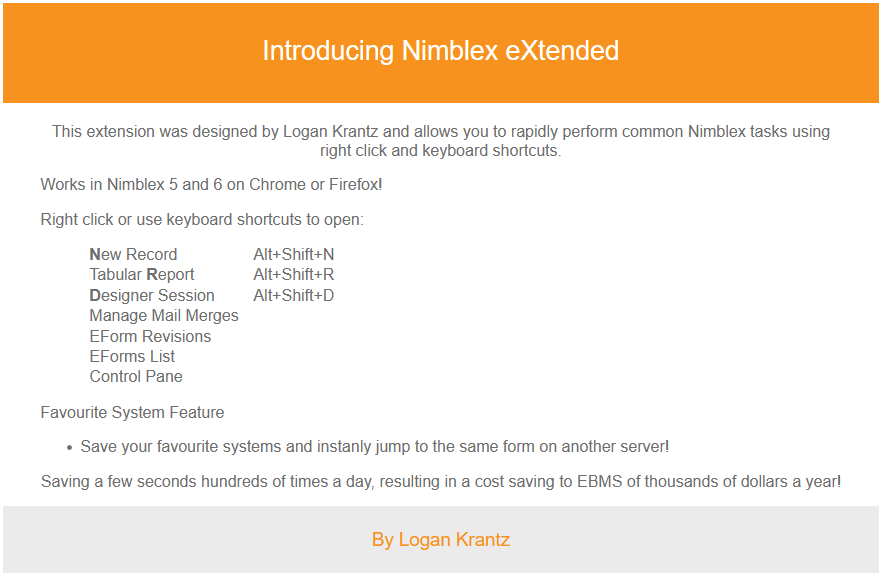 Introducing Nimblex eXtended
This extension was designed by Logan Krantz and allows you to rapidly perform common Nimblex tasks using
right click and keyboard shortcuts.
Works in Nimblex 5 and 6 on Chrome or Firefox!
Right click or use keyboard shortcuts to open:
New Record Alt+Shift+N
Tabular Report Alt+Shift+R
Designer Session Alt+Shift+D
Manage Mail Merges
EForm Revisions
EForms List
Control Pane
Favourite System Feature
• Save your favourite systems and instanly jump to the same form on another server!
Saving a few seconds hundreds of times a day, resulting in a cost saving to EBMS of thousands of dollars a year!
By Logan Krantz